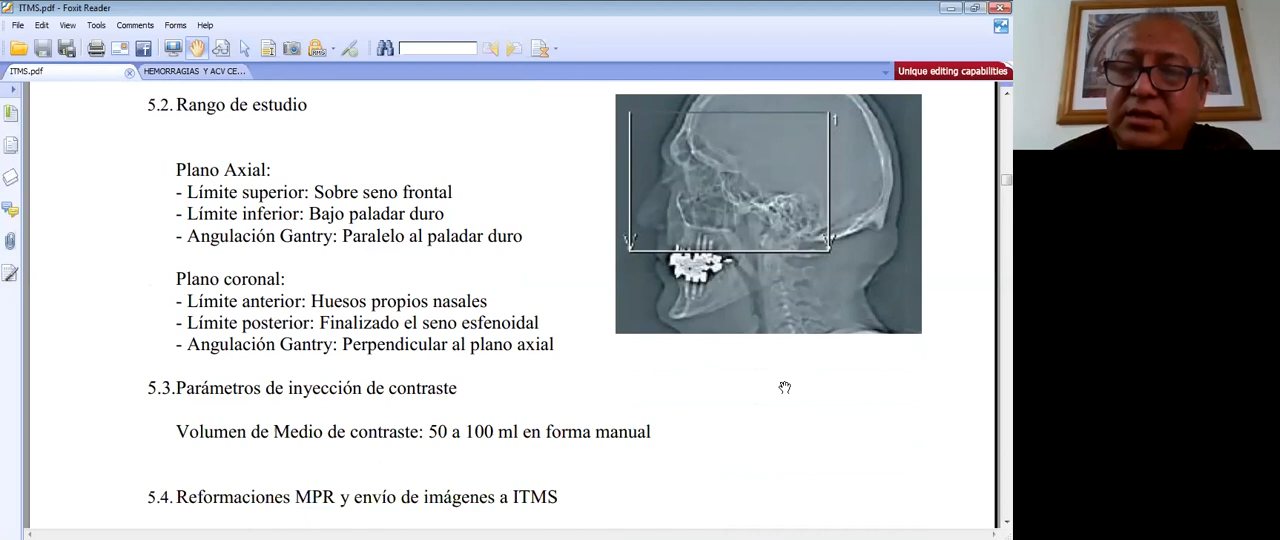 ITMS.pdf - Foxit Reader
File Edit View Tools Comments Forms Help
ITMS.pdf HEMORRAGIAS Y ACV CE... Unique editing capabilities
5.2. Rango de estudio
1
Plano Axial:
- Límite superior: Sobre seno frontal
- Límite inferior: Bajo paladar duro
- Angulación Gantry: Paralelo al paladar duro
Plano coronal:
- Límite anterior: Huesos propios nasales
- Límite posterior: Finalizado el seno esfenoidal
- Angulación Gantry: Perpendicular al plano axial
5.3.Parámetros de inyección de contraste
Volumen de Medio de contraste: 50 a 100 ml en forma manual
5.4. Reformaciones MPR y envío de imágenes a ITMS